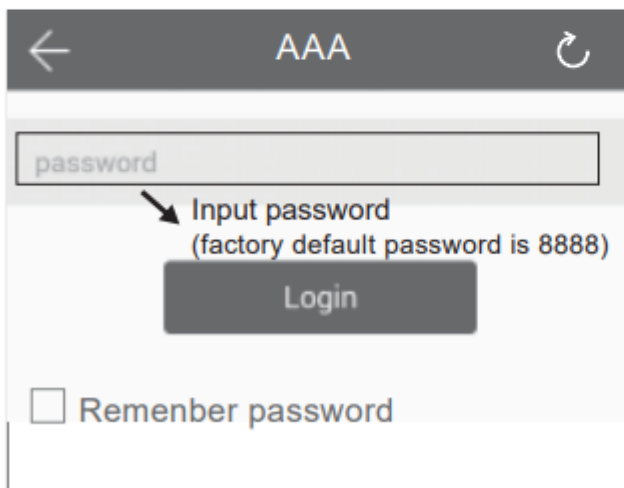 AAA
password
Input password
(factory default password is 8888)
Login
Remenber password